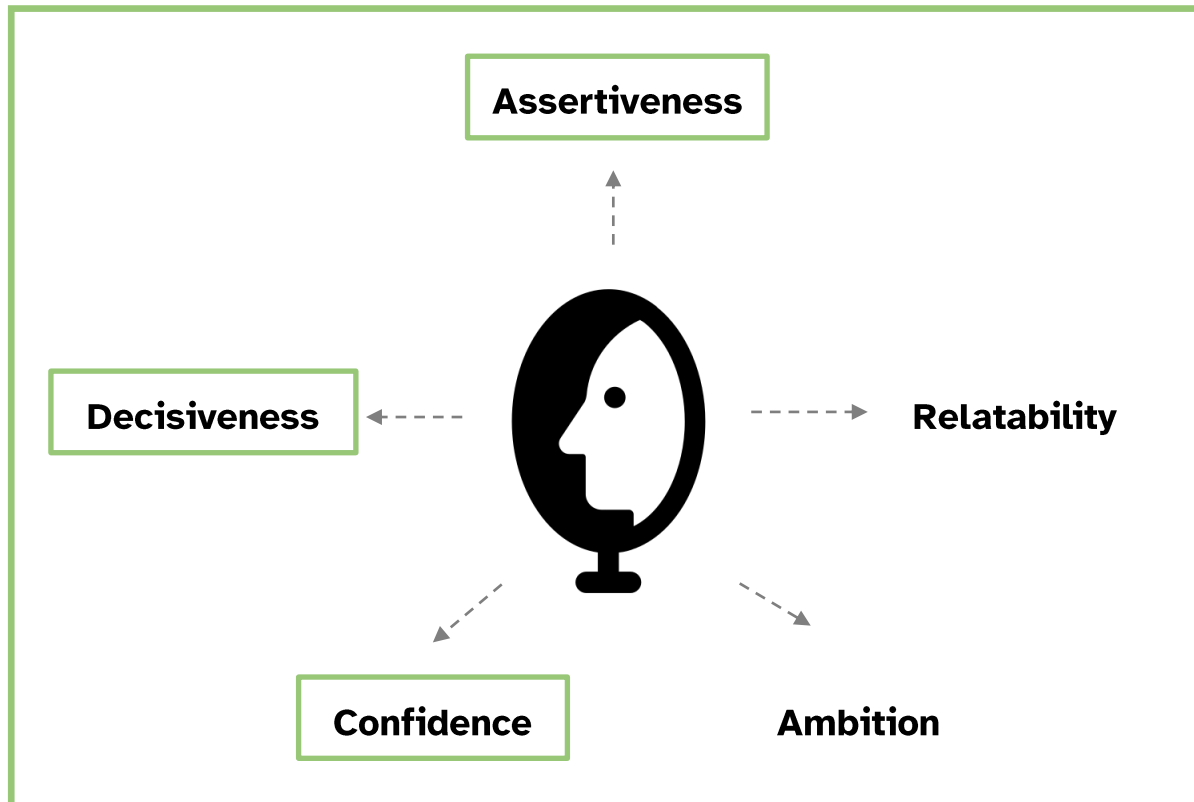 Assertiveness
Decisiveness
Relatability
Confidence
Ambition